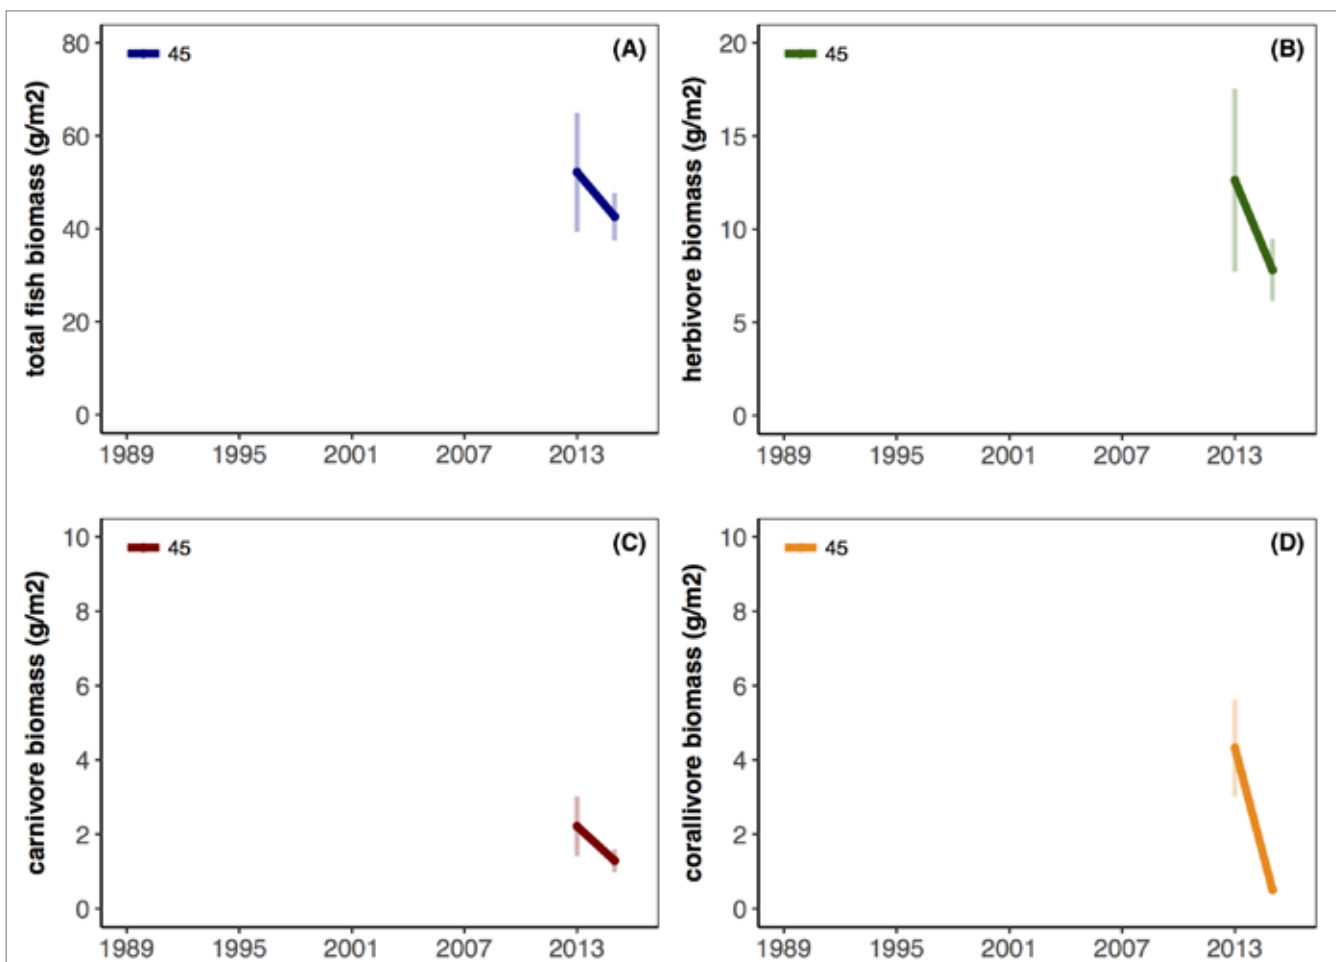 total fish biomass (g/m2)
80
60
40
20
0
45
(A)
1989 1995 2001 2007 2013
herbivore biomass (g/m2)
20
15
10
5
0
45
(B)
1989 1995 2001 2007 2013
carnivore biomass (g/m2)
10
8
6
4
2
0
45
(C)
1989 1995 2001 2007 2013
corallivore biomass (g/m2)
10
8
6
4
2
0
45
(D)
1989 1995 2001 2007 2013